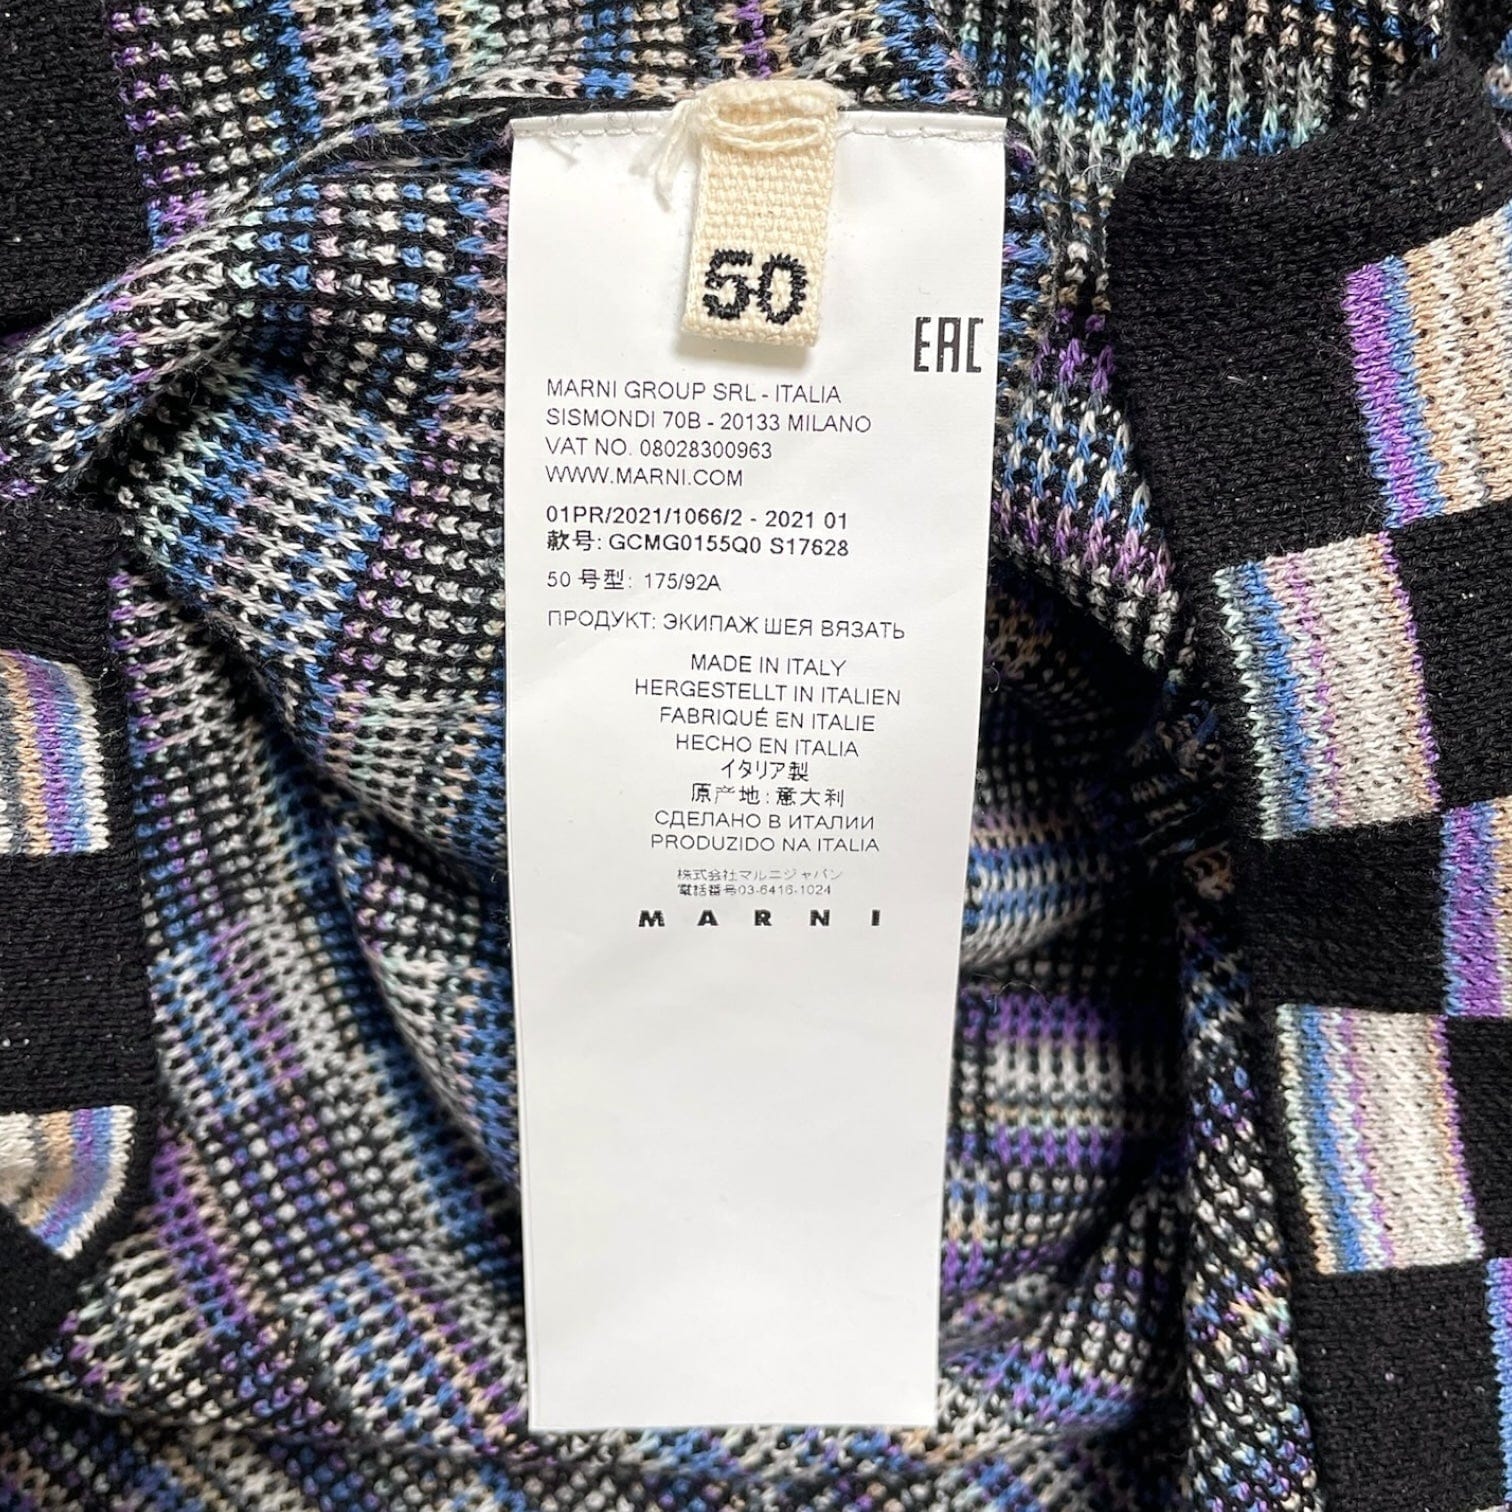 50
EAC
MARNI GROUP SRL - ITALIA
SISMONDI 70B - 20133 MILANO
VAT NO. 08028300963
WWW.MARNI.COM
01PR/2021/1066/2 - 2021 01
款号: GCMG0155Q0 S17628
50 号型: 175/92A
ПРОДУКТ: ЭКИПАЖ ШЕЯ ВЯЗАТЬ
MADE IN ITALY
HERGESTELLT IN ITALIEN
FABRIQUÉ EN ITALIE
HECHO EN ITALIA
イタリア製
原产地: 意大利
СДЕЛАНО В ИТАЛИИ
PRODUZIDO NA ITALIA
株式会社マルニジャパン
電話番号03-6416-1024
MARNI